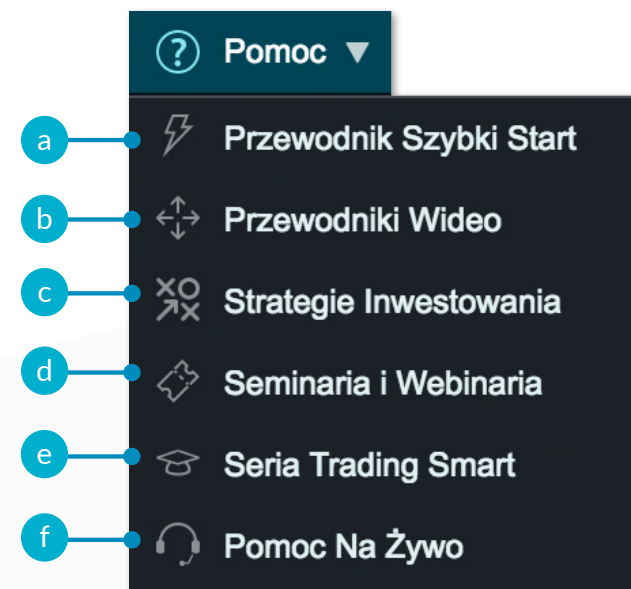 ? Pomoc ▼
a Przewodnik Szybki Start
b Przewodniki Wideo
c Strategie Inwestowania
d Seminaria i Webinaria
e Seria Trading Smart
f Pomoc Na Żywo